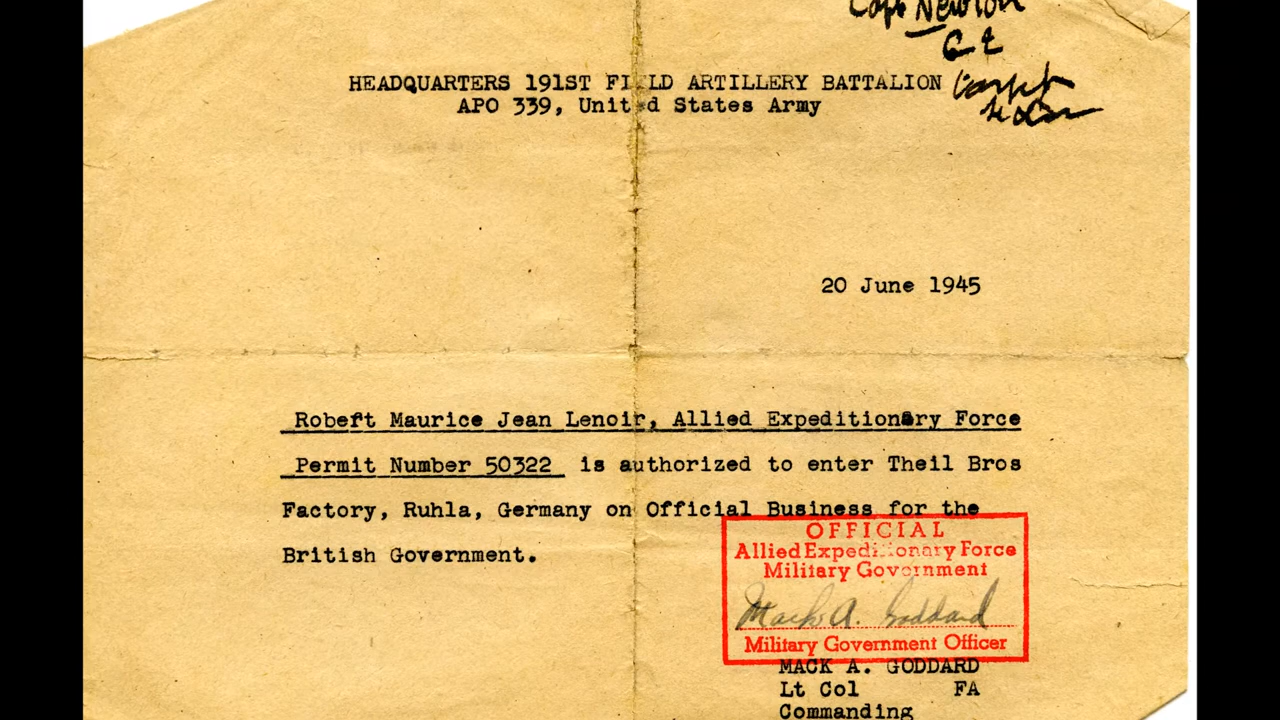 Capt Newton
HEADQUARTERS 191ST FIELD ARTILLERY BATTALION
APO 339, United States Army
20 June 1945
Robert Maurice Jean Lenoir, Allied Expeditionary Force
Permit Number 50322 is authorized to enter Theil Bros
Factory, Ruhla, Germany on Official Business for the
British Government.
OFFICIAL
Allied Expeditionary Force
Military Government
Mack A. Goddard
Military Government Officer
MACK A. GODDARD
Lt Col FA
Commanding